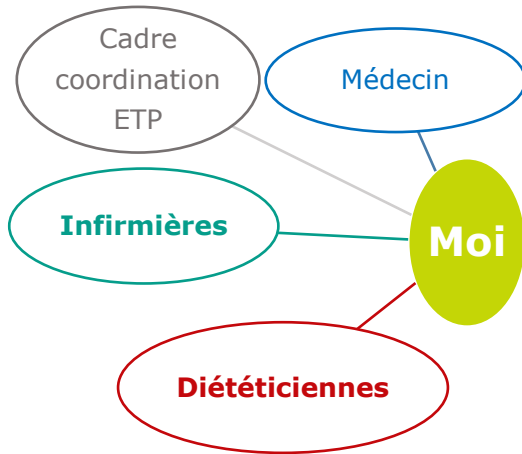 Cadre
coordination
ETP
Médecin
Infirmières
Moi
Diététiciennes